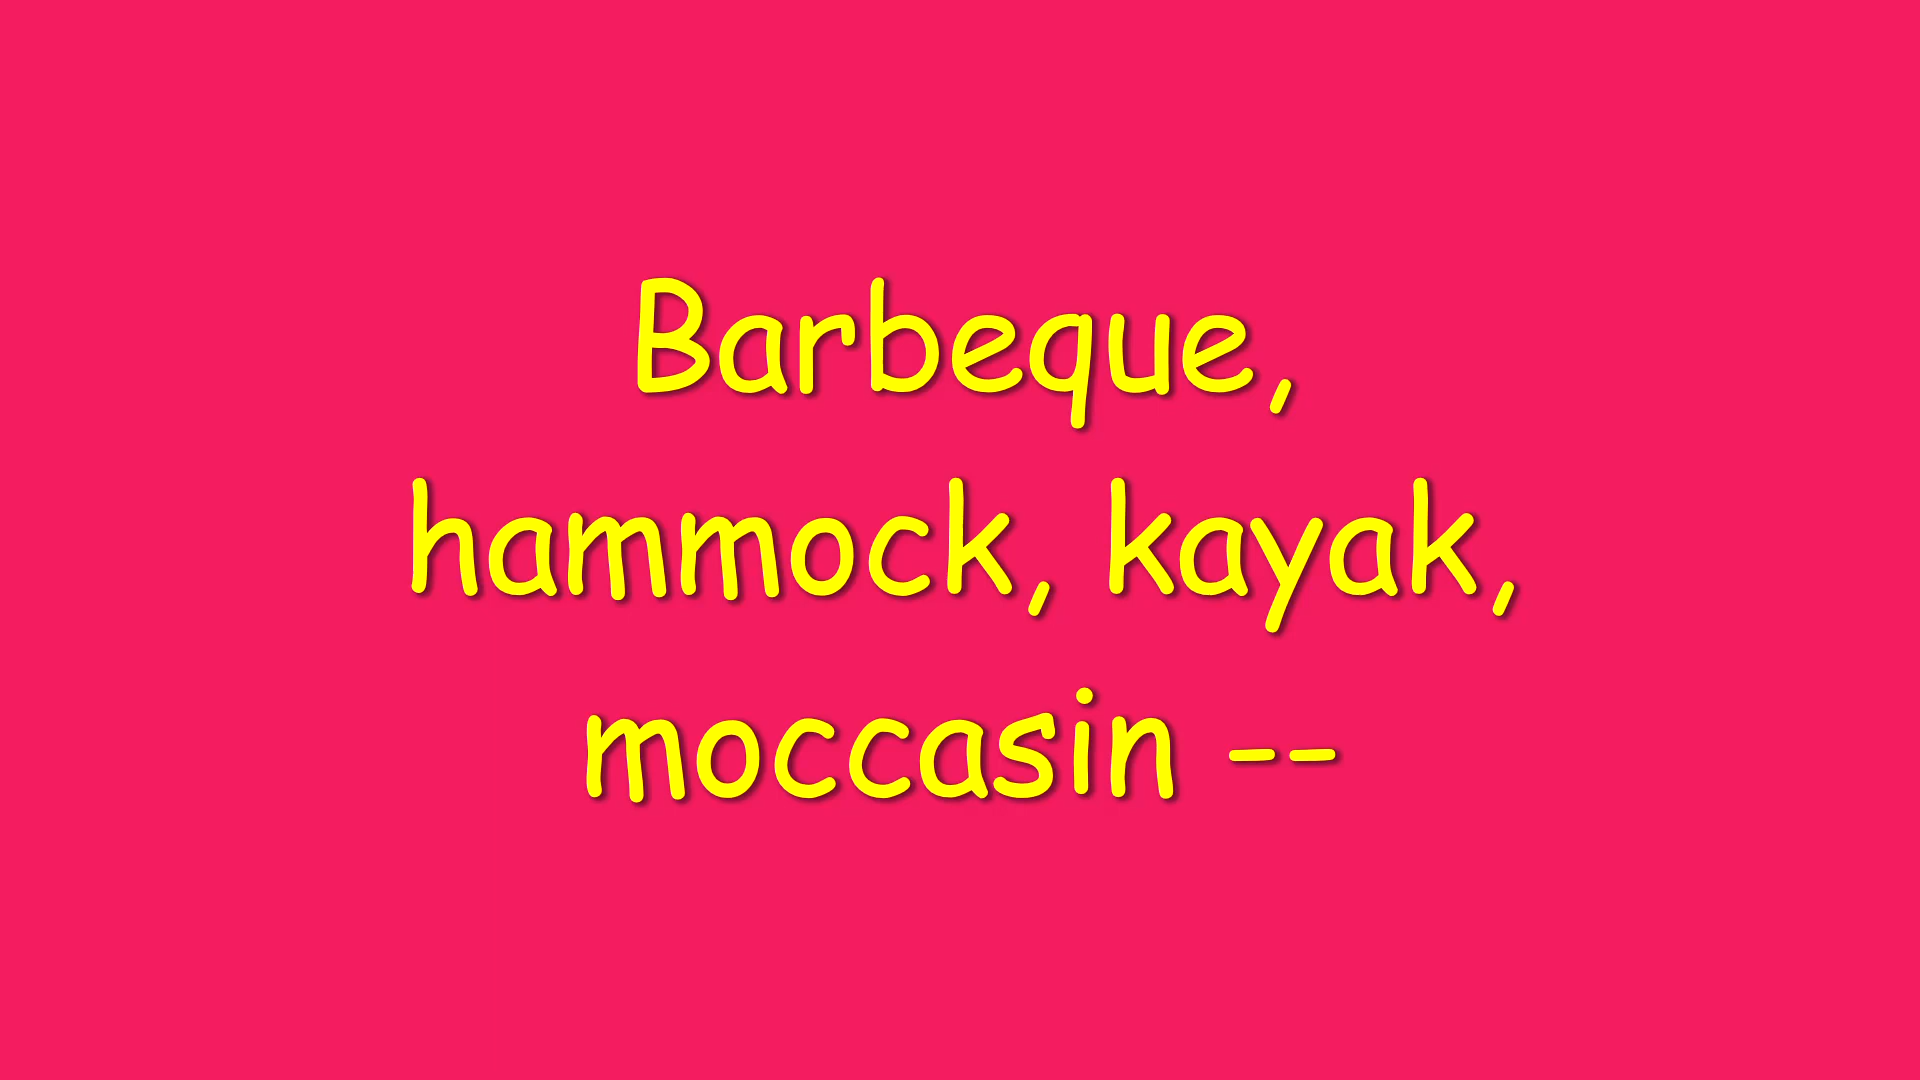 Barbeque,
hammock, kayak,
moccasin --